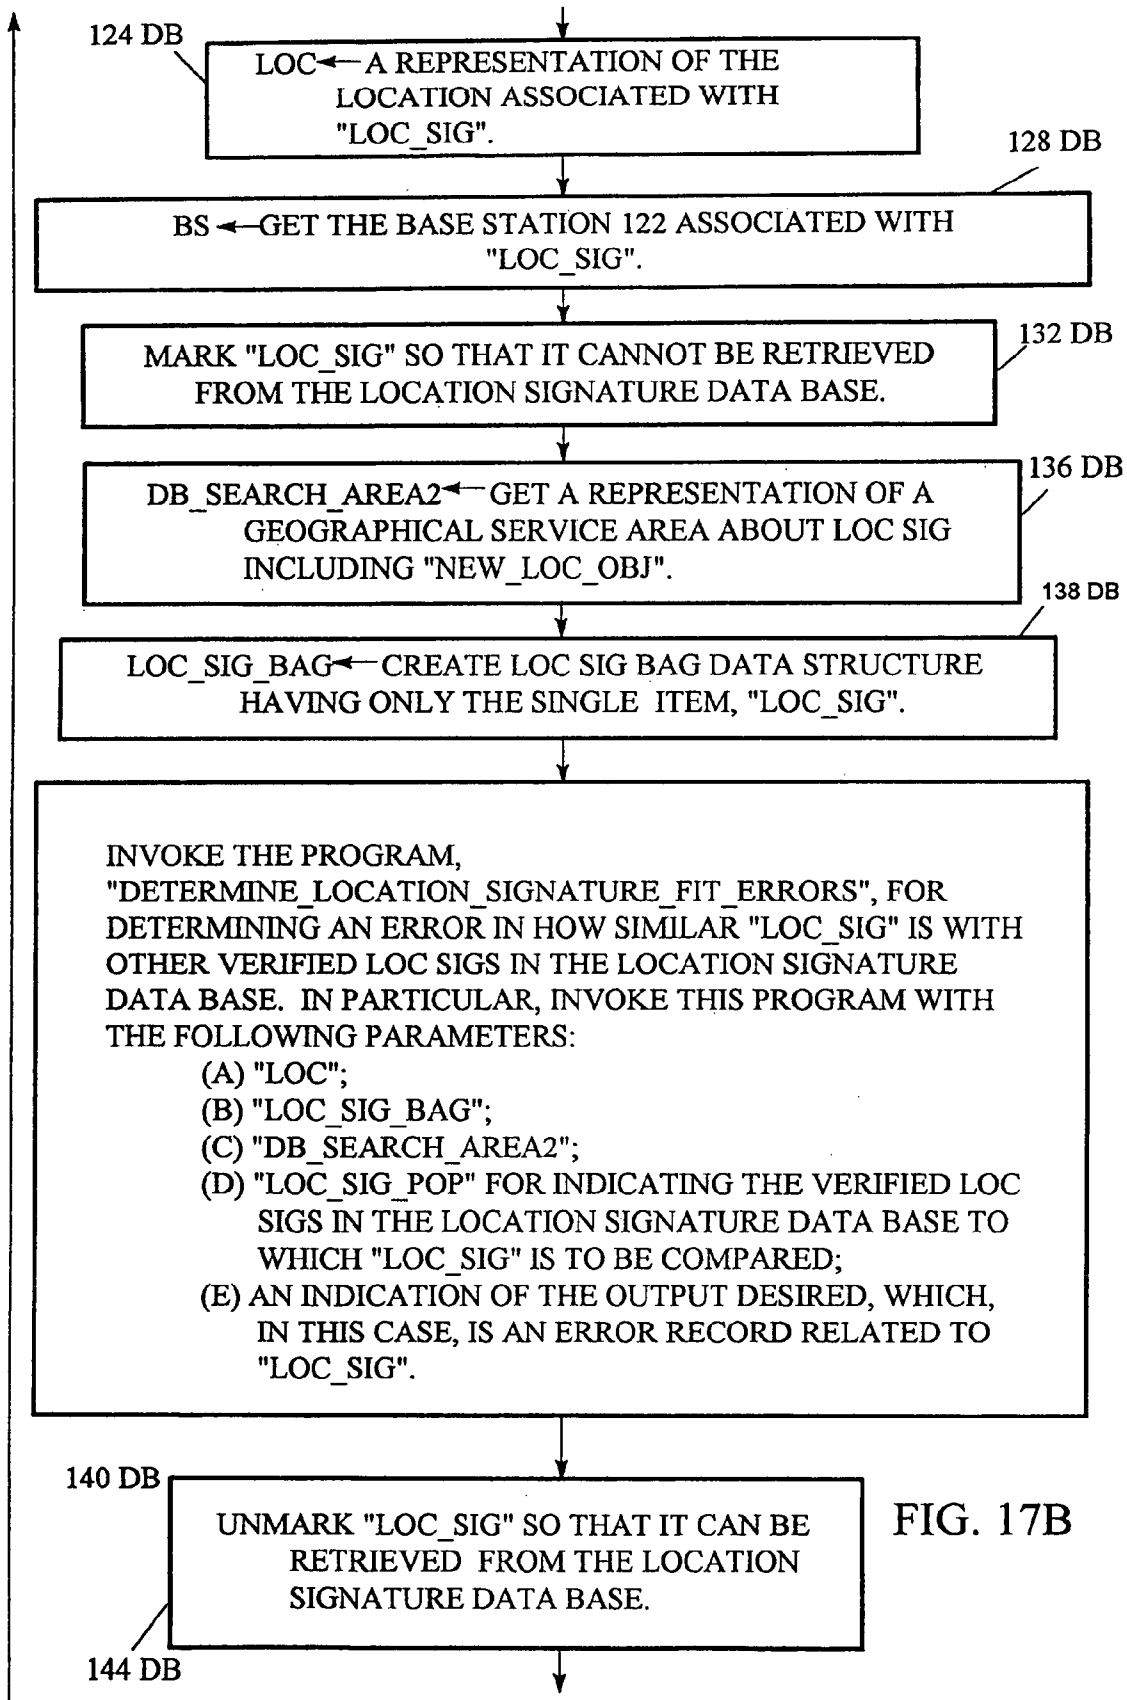 124 DB
LOC←A REPRESENTATION OF THE
LOCATION ASSOCIATED WITH
"LOC_SIG".
128 DB
BS←GET THE BASE STATION 122 ASSOCIATED WITH
"LOC_SIG".
132 DB
MARK "LOC_SIG" SO THAT IT CANNOT BE RETRIEVED
FROM THE LOCATION SIGNATURE DATA BASE.
136 DB
DB_SEARCH_AREA2← GET A REPRESENTATION OF A
GEOGRAPHICAL SERVICE AREA ABOUT LOC SIG
INCLUDING "NEW_LOC_OBJ".
138 DB
LOC_SIG_BAG← CREATE LOC SIG BAG DATA STRUCTURE
HAVING ONLY THE SINGLE ITEM, "LOC_SIG".
INVOKE THE PROGRAM,
"DETERMINE_LOCATION_SIGNATURE_FIT_ERRORS", FOR
DETERMINING AN ERROR IN HOW SIMILAR "LOC_SIG" IS WITH
OTHER VERIFIED LOC SIGS IN THE LOCATION SIGNATURE
DATA BASE. IN PARTICULAR, INVOKE THIS PROGRAM WITH
THE FOLLOWING PARAMETERS:
(A) "LOC";
(B) "LOC_SIG_BAG";
(C) "DB_SEARCH_AREA2";
(D) "LOC_SIG_POP" FOR INDICATING THE VERIFIED LOC
SIGS IN THE LOCATION SIGNATURE DATA BASE TO
WHICH "LOC_SIG" IS TO BE COMPARED;
(E) AN INDICATION OF THE OUTPUT DESIRED, WHICH,
IN THIS CASE, IS AN ERROR RECORD RELATED TO
"LOC_SIG".
140 DB
UNMARK "LOC_SIG" SO THAT IT CAN BE
RETRIEVED FROM THE LOCATION
SIGNATURE DATA BASE.
FIG. 17B
144 DB